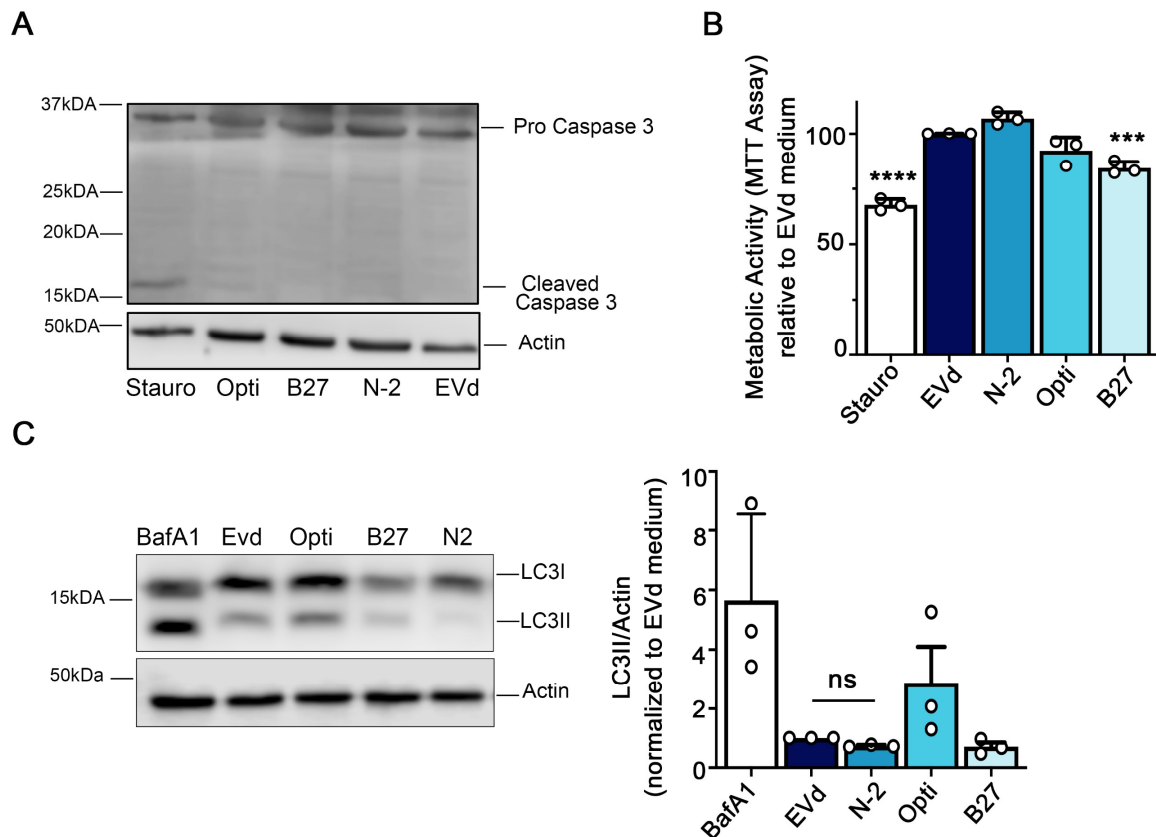 A
37kDA
Pro Caspase 3
25kDA
20kDA
15kDA
Cleaved
Caspase 3
50kDA
Actin
Stauro Opti B27 N-2 EVd
B
Metabolic Activity (MTT Assay)
relative to EVd medium
100
50
0
****
***
Stauro
EVd
N-2
Opti
B27
C
BafA1 Evd Opti B27 N2
LC3I
15kDA
LC3II
50kDa
Actin
LC3II/Actin
(normalized to EVd medium)
10
8
6
4
2
0
ns
BafA1
EVd
N-2
Opti
B27